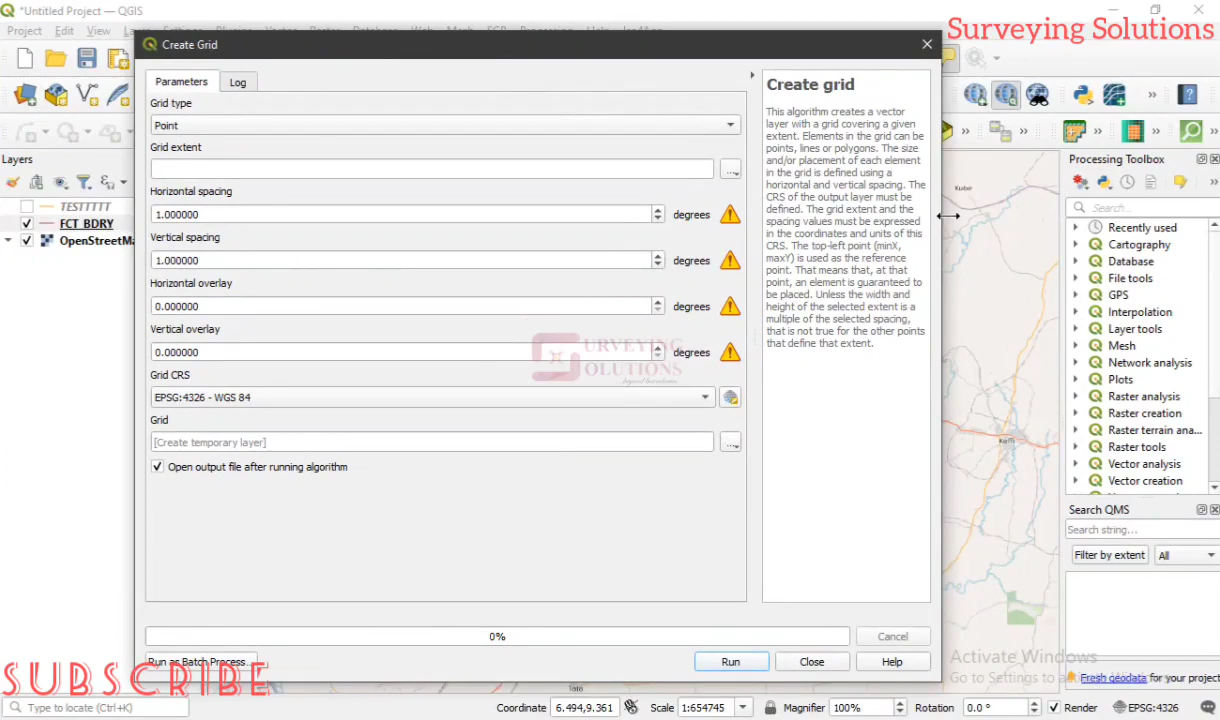 *Untitled Project — QGIS
Surveying Solutions
Project Edit View
Create Grid
Parameters
Log
Grid type
Point
Grid extent
...
Horizontal spacing
1.000000
degrees
Vertical spacing
1.000000
degrees
Horizontal overlay
0.000000
degrees
Vertical overlay
0.000000
degrees
URVEYING
OLUTIONS
Grid CRS
EPSG:4326 - WGS 84
Grid
[Create temporary layer]
...
Open output file after running algorithm
Create grid
This algorithm creates a vector
layer with a grid covering a given
extent. Elements in the grid can be
points, lines or polygons. The size
and/or placement of each element
in the grid is defined using a
horizontal and vertical spacing. The
CRS of the output layer must be
defined. The grid extent and the
spacing values must be expressed
in the coordinates and units of this
CRS. The top-left point (minX,
maxY) is used as the reference
point. That means that, at that
point, an element is guaranteed to
be placed. Unless the width and
height of the selected extent is a
multiple of the selected spacing,
that is not true for the other points
that define that extent.
0%
Cancel
Run as Batch Process...
Run
Close
Help
Layers
TESTTTTT
FCT_BDRY
OpenStreetMa
Keffi
Processing Toolbox
Search...
Recently used
Cartography
Database
File tools
GPS
Interpolation
Layer tools
Mesh
Network analysis
Plots
Raster analysis
Raster creation
Raster terrain ana...
Raster tools
Vector analysis
Vector creation
Search QMS
Search string...
Filter by extent
All
Activate Windows
Go to Settings to a
Fresh geodata for your project
SUBSCRIBE
Type to locate (Ctrl+K)
Coordinate 6.494,9.361
Scale 1:654745
Magnifier 100%
Rotation 0.0 °
Render
EPSG:4326